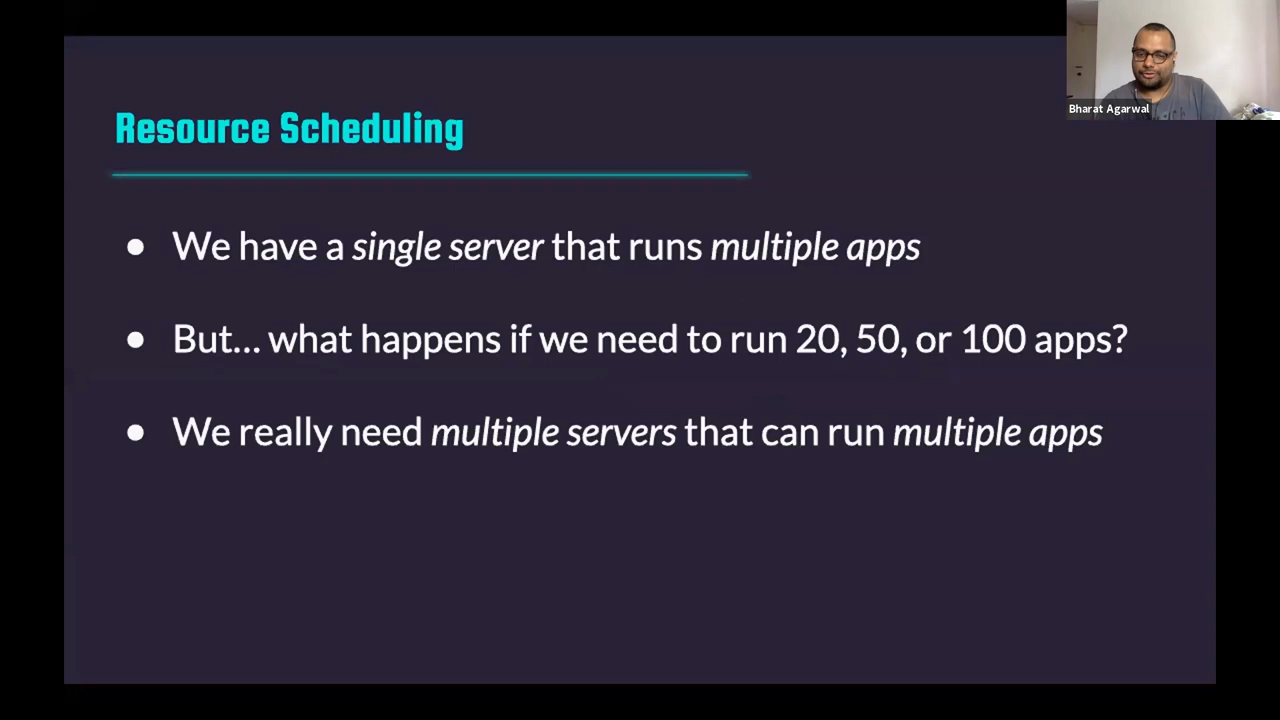 Bharat Agarwal
Resource Scheduling
● We have a single server that runs multiple apps
● But... what happens if we need to run 20, 50, or 100 apps?
● We really need multiple servers that can run multiple apps